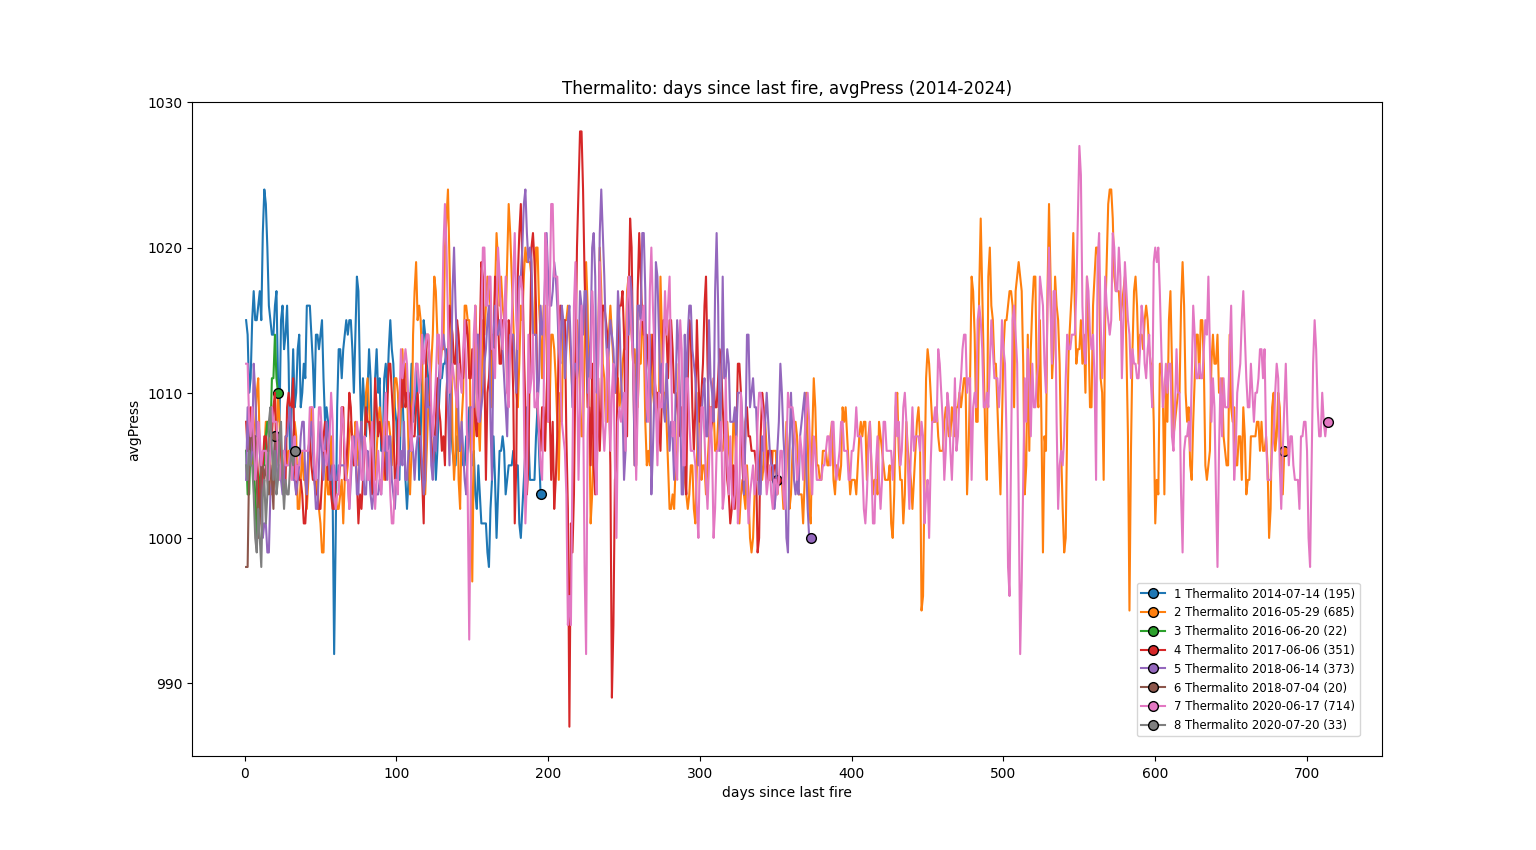 Thermalito: days since last fire, avgPress (2014-2024)
1030
1020
1010
1000
990
avgPress
0 100 200 300 400 500 600 700
days since last fire
1 Thermalito 2014-07-14 (195)
2 Thermalito 2016-05-29 (685)
3 Thermalito 2016-06-20 (22)
4 Thermalito 2017-06-06 (351)
5 Thermalito 2018-06-14 (373)
6 Thermalito 2018-07-04 (20)
7 Thermalito 2020-06-17 (714)
8 Thermalito 2020-07-20 (33)